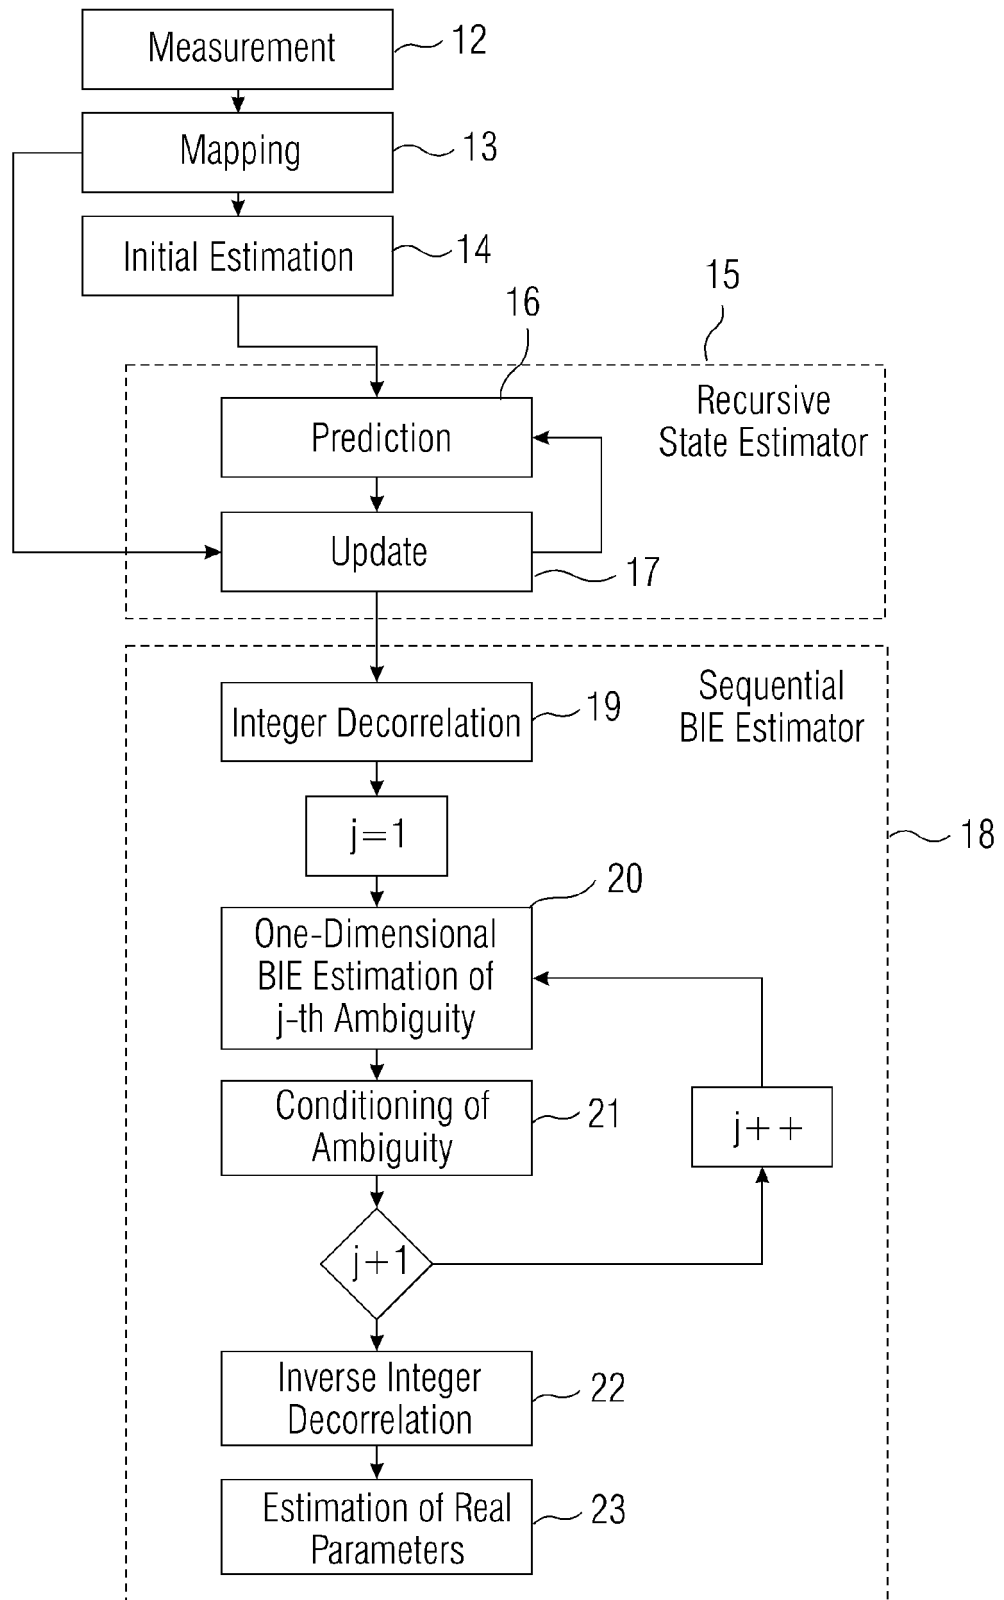 Measurement
12
Mapping
13
Initial Estimation
14
15
16
Recursive
State Estimator
Prediction
Update
17
Sequential
BIE Estimator
Integer Decorrelation
19
j=1
18
20
One-Dimensional
BIE Estimation of
j-th Ambiguity
Conditioning of
Ambiguity
21
j++
j+1
Inverse Integer
Decorrelation
22
Estimation of Real
Parameters
23